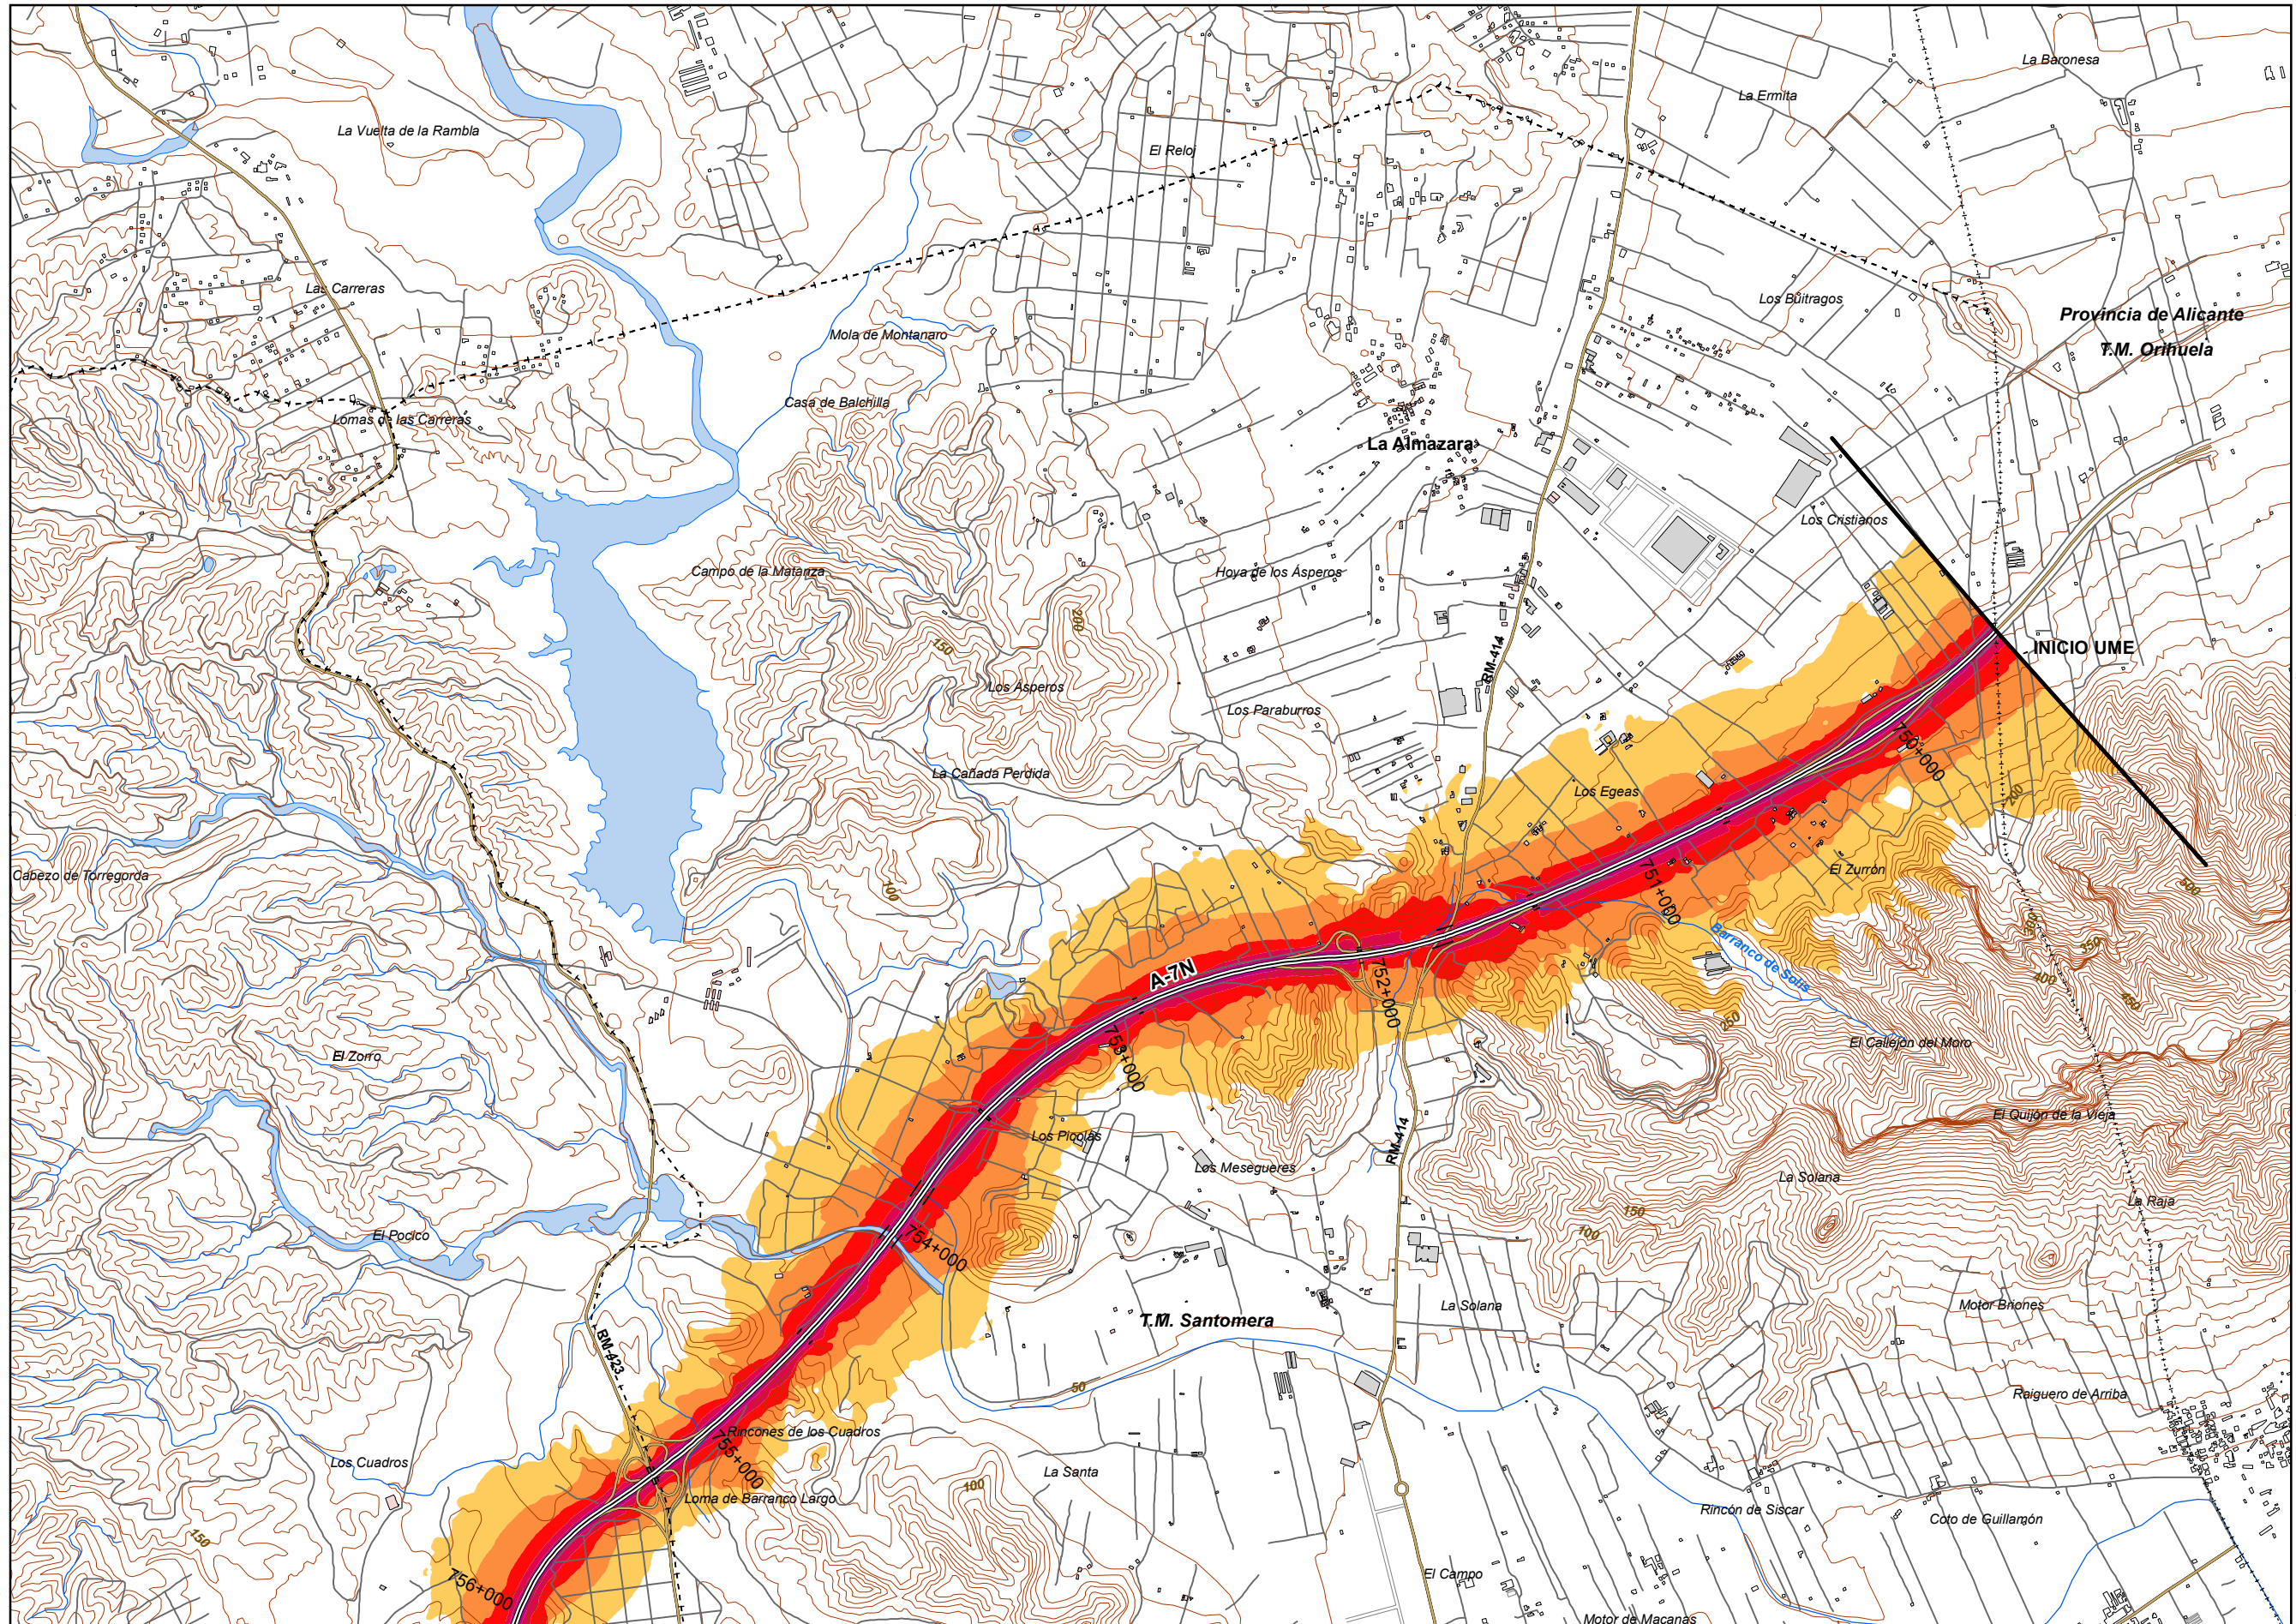 La Baronesa
La Ermita
La Vuelta de la Rambla
El Reloj
Las Carreras
Los Buitragos
Provincia de Alicante
Mola de Montanaro
T.M. Orihuela
Casa de Balchilla
Lomas de las Carreras
La Almazara
Los Cristianos
Campo de la Matanza
Hoya de los Ásperos
200
150
INICIO UME
RM-414
Los Ásperos
Los Paraburros
750+000
La Cañada Perdida
Los Egeas
200
Cabezo de Torregorda
El Zurrón
100
500
751+000
300
Barranco de Solís
350
A-7N
400
752+000
450
250
El Zorro
753+000
El Callejón del Moro
El Quijón de la Vieja
Los Picolas
RM-414
Los Mesegueres
La Solana
La Raja
150
El Pocico
754+000
100
T.M. Santomera
La Solana
Motor Briones
RM-423
50
Raiguero de Arriba
Rincones de los Cuadros
755+000
Los Cuadros
La Santa
100
Loma de Barranco Largo
Rincón de Siscar
Coto de Guillamón
150
El Campo
756+000
Motor de Macanas